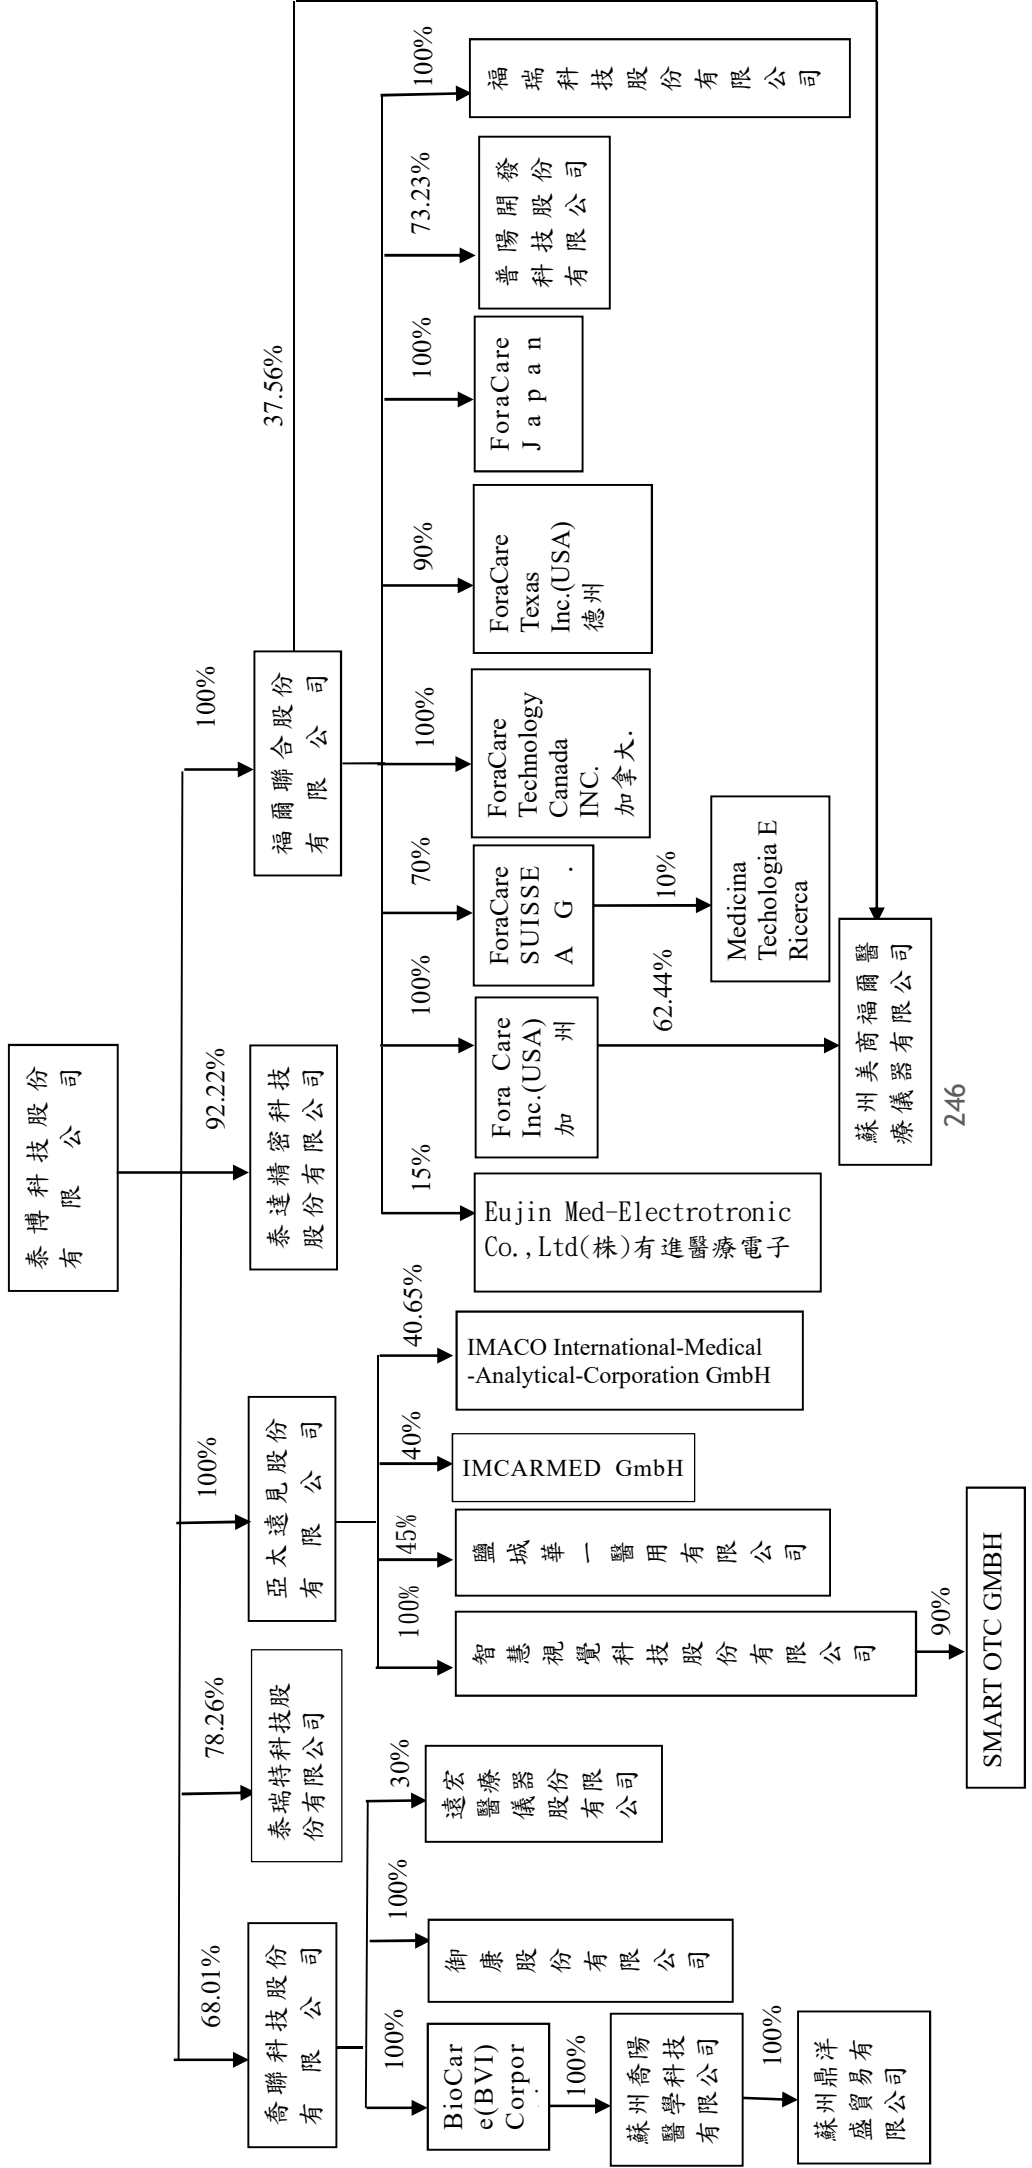 泰博科技股份
有限公司
68.01%
78.26%
100%
92.22%
100%
37.56%
喬聯科技股份
有限公司
泰瑞特科技股
份有限公司
亞太遠見股份
有限公司
泰達精密科技
股份有限公司
福爾聯合股份
有限公司
100%
100%
30%
100%
45%
40%
40.65%
15%
100%
70%
100%
90%
100%
73.23%
100%
BioCar
e(BVI)
Corpor
御康股份有限公司
遠宏
醫療
儀器
股份
有限
公司
智慧視覺科技股份有限公司
鹽城華一醫用有限公司
IMCARMED GmbH
IMACO International-Medical
-Analytical-Corporation GmbH
Eujin Med-Electrotronic
Co.,Ltd(株)有進醫療電子
Fora Care
Inc.(USA)
加州
ForaCare
SUISSE
AG.
ForaCare
Technology
Canada
INC.
加拿大.
ForaCare
Texas
Inc.(USA)
德州
ForaCare
Japan
普陽開發
科技股份
有限公司
福瑞科技股份有限公司
100%
62.44%
10%
蘇州喬陽
醫學科技
有限公司
Medicina
Techologia E
Ricerca
100%
90%
蘇州鼎洋
盛貿易有
限公司
SMART OTC GMBH
蘇州美商福爾醫
療儀器有限公司
246